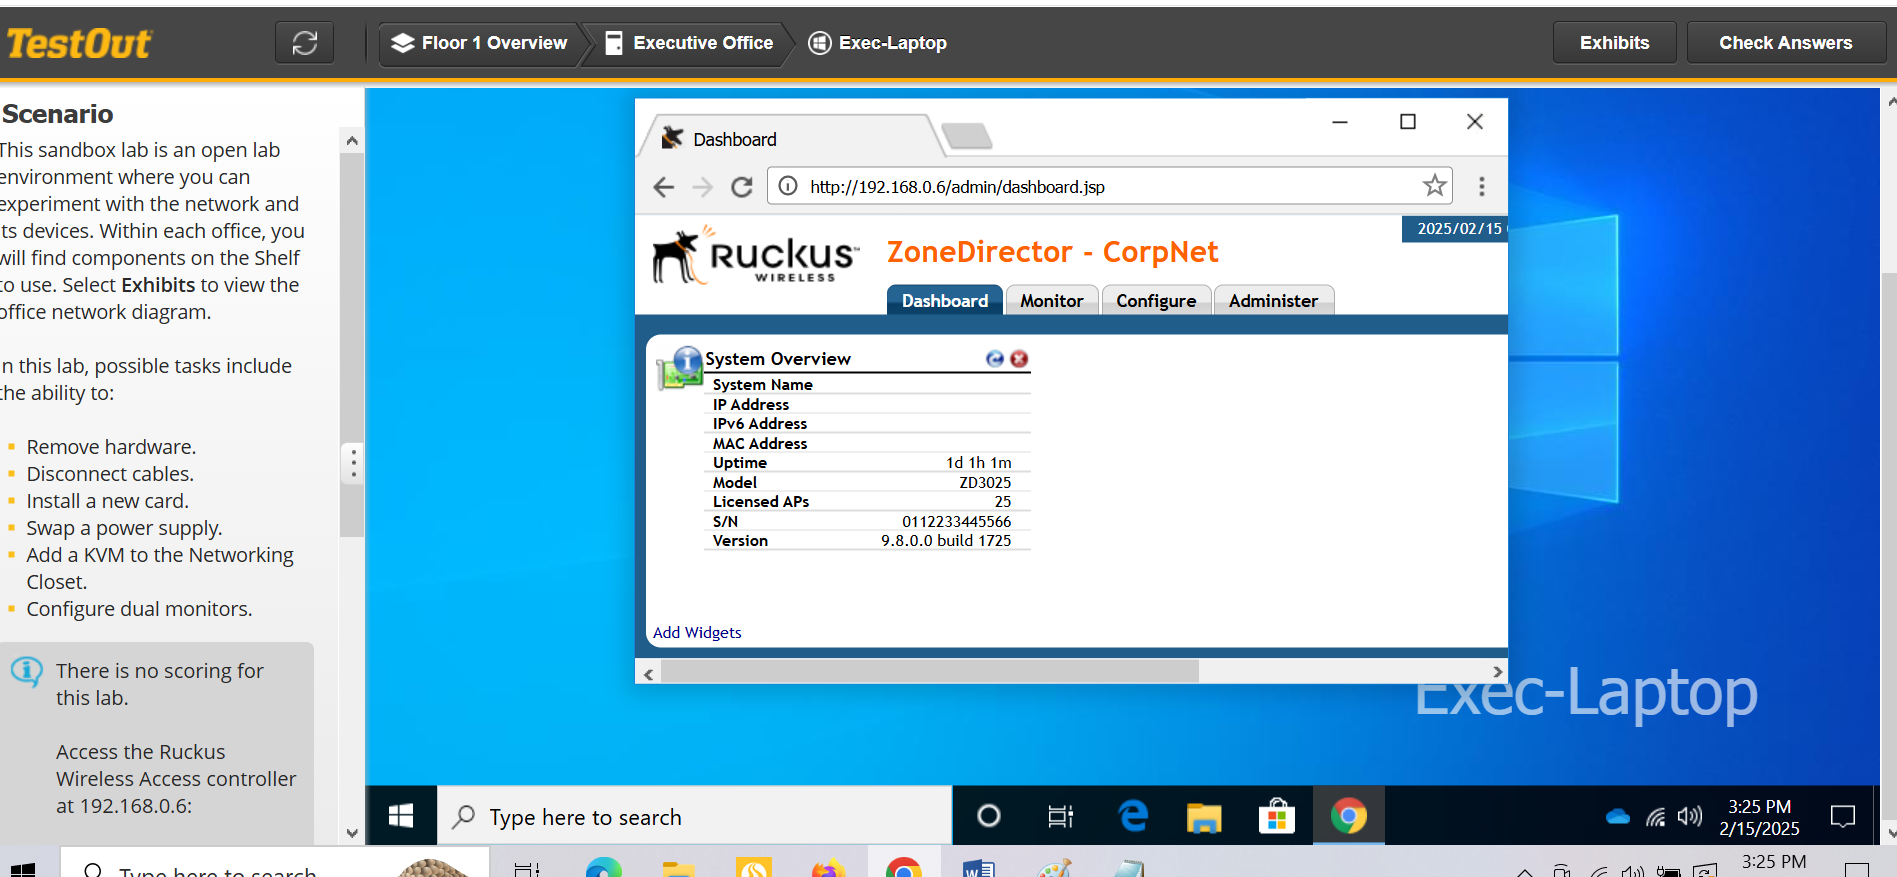 TestOut
Floor 1 Overview
Executive Office
Exec-Laptop
Exhibits
Check Answers
Scenario
This sandbox lab is an open lab
environment where you can
experiment with the network and
its devices. Within each office, you
will find components on the Shelf
to use. Select Exhibits to view the
office network diagram.
In this lab, possible tasks include
the ability to:
Remove hardware.
Disconnect cables.
Install a new card.
Swap a power supply.
Add a KVM to the Networking
Closet.
Configure dual monitors.
There is no scoring for
this lab.
Access the Ruckus
Wireless Access controller
at 192.168.0.6:
Dashboard
http://192.168.0.6/admin/dashboard.jsp
2025/02/15
RUCKUS
WIRELESS
ZoneDirector - CorpNet
Dashboard
Monitor
Configure
Administer
System Overview
System Name
IP Address
IPv6 Address
MAC Address
Uptime 1d 1h 1m
Model ZD3025
Licensed APs 25
S/N 0112233445566
Version 9.8.0.0 build 1725
Add Widgets
Exec-Laptop
Type here to search
3:25 PM
2/15/2025
Type here to search
3:25 PM